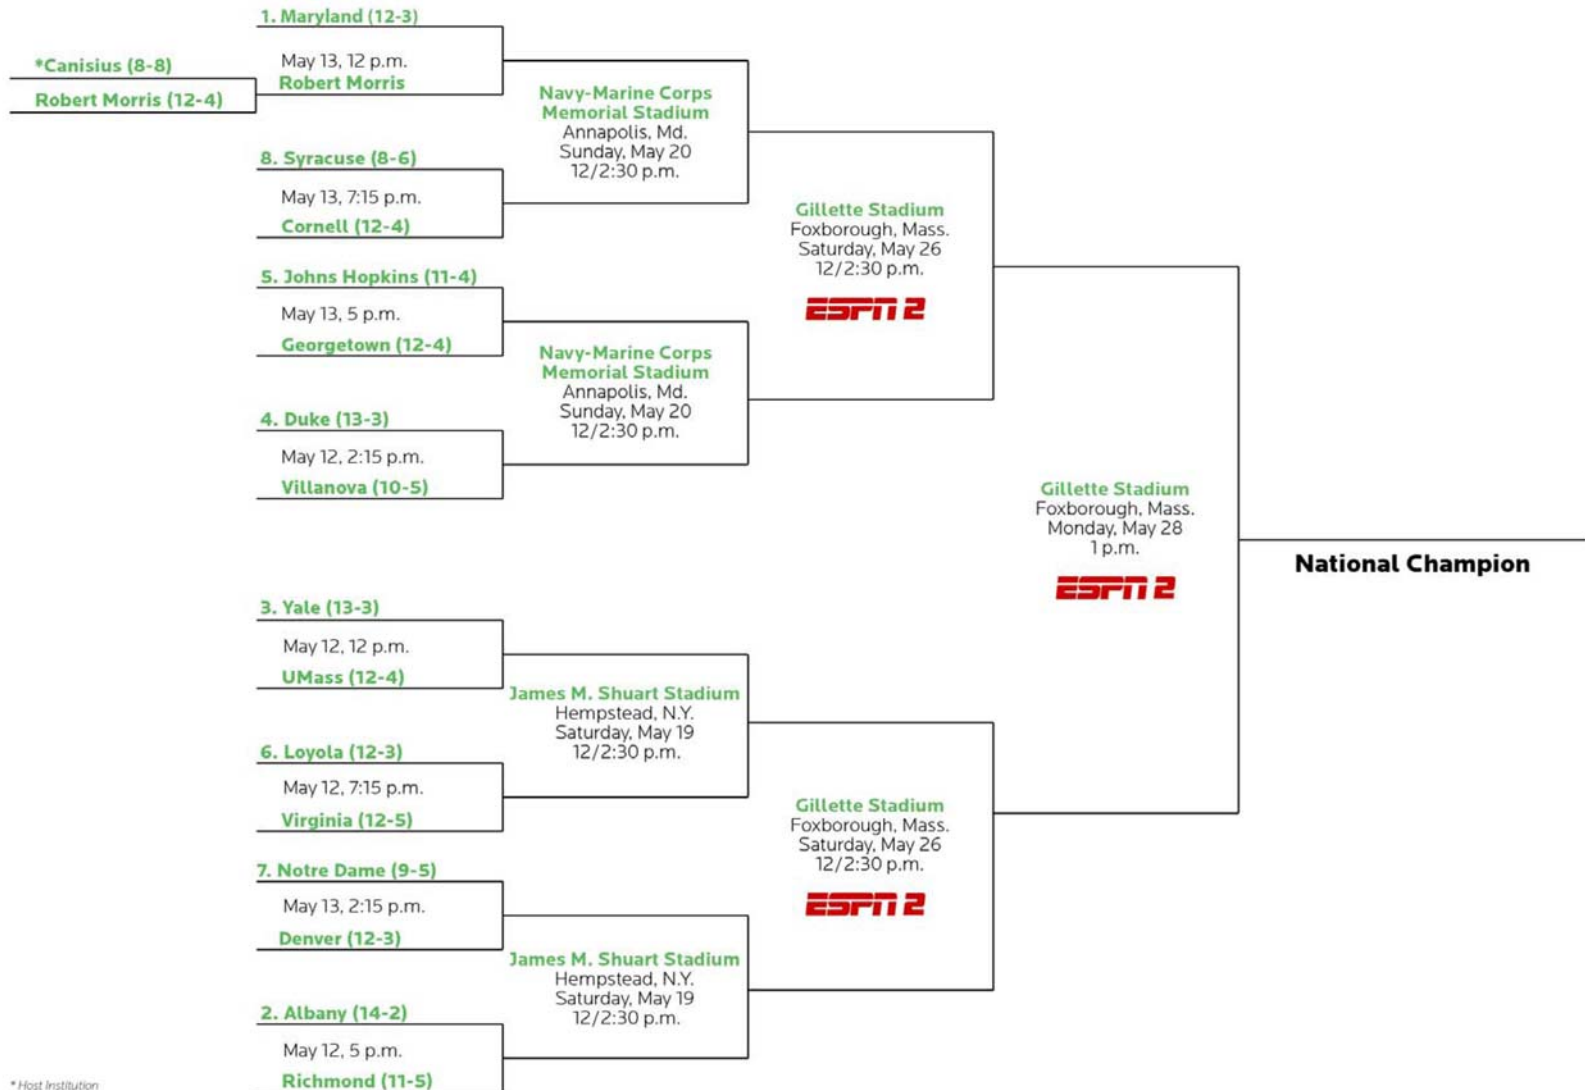 1. Maryland (12-3)
May 13, 12 p.m.
Robert Morris
*Canisius (8-8)
Robert Morris (12-4)
8. Syracuse (8-6)
May 13, 7:15 p.m.
Cornell (12-4)
5. Johns Hopkins (11-4)
May 13, 5 p.m.
Georgetown (12-4)
4. Duke (13-3)
May 12, 2:15 p.m.
Villanova (10-5)
3. Yale (13-3)
May 12, 12 p.m.
UMass (12-4)
6. Loyola (12-3)
May 12, 7:15 p.m.
Virginia (12-5)
7. Notre Dame (9-5)
May 13, 2:15 p.m.
Denver (12-3)
2. Albany (14-2)
May 12, 5 p.m.
Richmond (11-5)
Navy-Marine Corps
Memorial Stadium
Annapolis, Md.
Sunday, May 20
12/2:30 p.m.
Navy-Marine Corps
Memorial Stadium
Annapolis, Md.
Sunday, May 20
12/2:30 p.m.
James M. Shuart Stadium
Hempstead, N.Y.
Saturday, May 19
12/2:30 p.m.
James M. Shuart Stadium
Hempstead, N.Y.
Saturday, May 19
12/2:30 p.m.
Gillette Stadium
Foxborough, Mass.
Saturday, May 26
12/2:30 p.m.
ESPN 2
Gillette Stadium
Foxborough, Mass.
Saturday, May 26
12/2:30 p.m.
ESPN 2
Gillette Stadium
Foxborough, Mass.
Monday, May 28
1 p.m.
ESPN 2
National Champion
* Host Institution